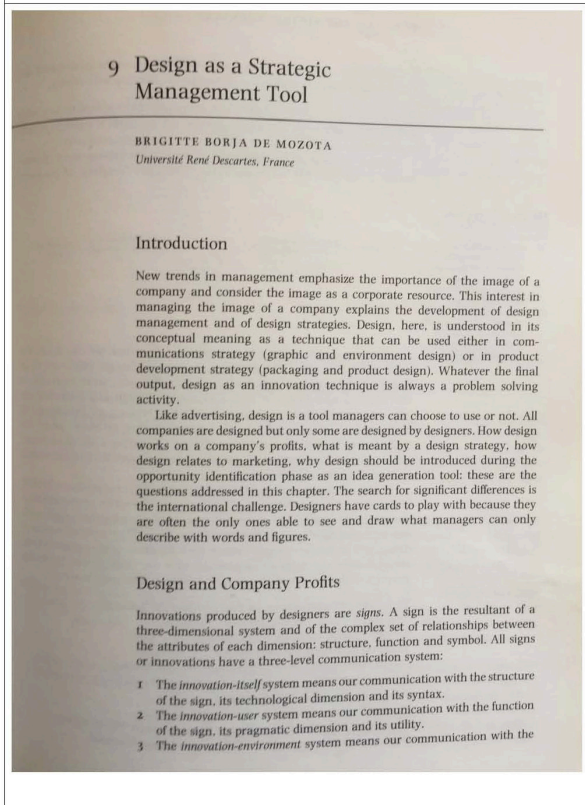 9 Design as a Strategic
Management Tool
BRIGITTE BORJA DE MOZOTA
Université René Descartes, France
Introduction
New trends in management emphasize the importance of the image of a
company and consider the image as a corporate resource. This interest in
managing the image of a company explains the development of design
management and of design strategies. Design, here, is understood in its
conceptual meaning as a technique that can be used either in com-
munications strategy (graphic and environment design) or in product
development strategy (packaging and product design). Whatever the final
output, design as an innovation technique is always a problem solving
activity.
Like advertising, design is a tool managers can choose to use or not. All
companies are designed but only some are designed by designers. How design
works on a company's profits, what is meant by a design strategy, how
design relates to marketing, why design should be introduced during the
opportunity identification phase as an idea generation tool: these are the
questions addressed in this chapter. The search for significant differences is
the international challenge. Designers have cards to play with because they
are often the only ones able to see and draw what managers can only
describe with words and figures.
Design and Company Profits
Innovations produced by designers are signs. A sign is the resultant of a
three-dimensional system and of the complex set of relationships between
the attributes of each dimension: structure, function and symbol. All signs
or innovations have a three-level communication system:
1 The innovation-itself system means our communication with the structure
of the sign, its technological dimension and its syntax.
2 The innovation-user system means our communication with the function
of the sign, its pragmatic dimension and its utility.
3 The innovation-environment system means our communication with the